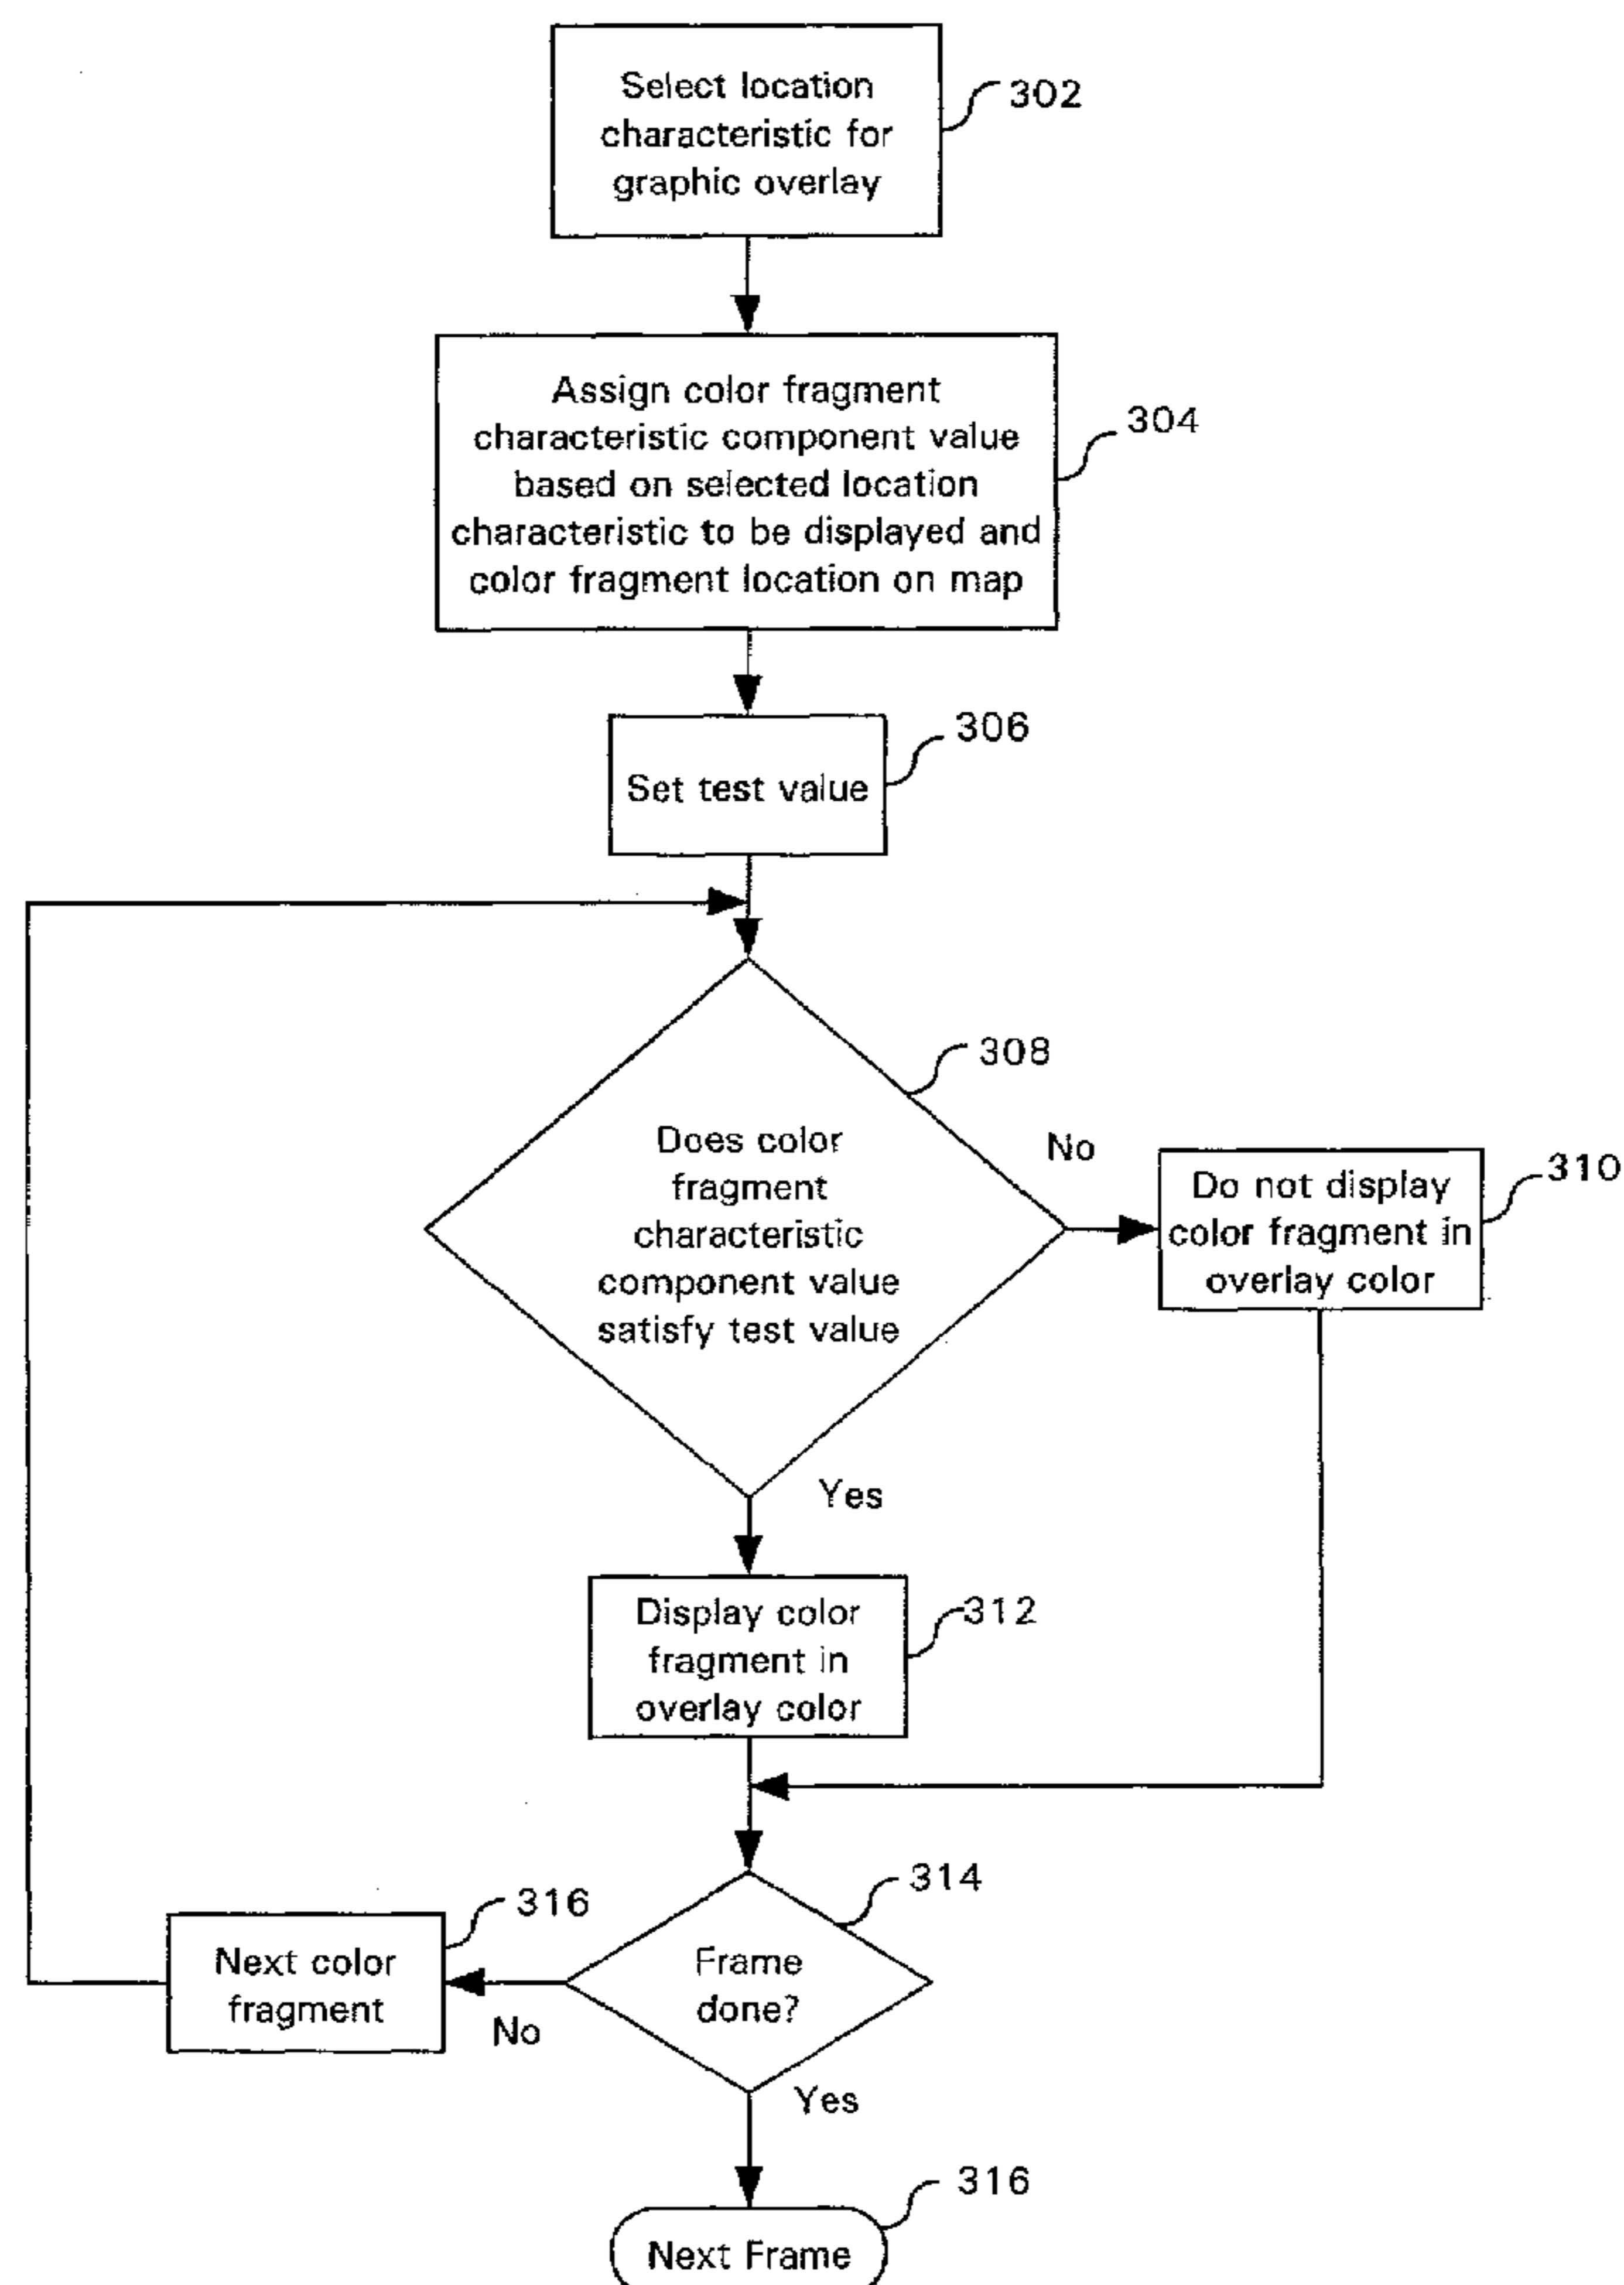 Select location
characteristic for
graphic overlay
302
Assign color fragment
characteristic component value
based on selected location
characteristic to be displayed and
color fragment location on map
304
Set test value
306
Does color
fragment
characteristic
component value
satisfy test value
308
No
Do not display
color fragment in
overlay color
310
Yes
Display color
fragment in
overlay color
312
Frame
done?
314
No
Next color
fragment
316
Yes
Next Frame
316